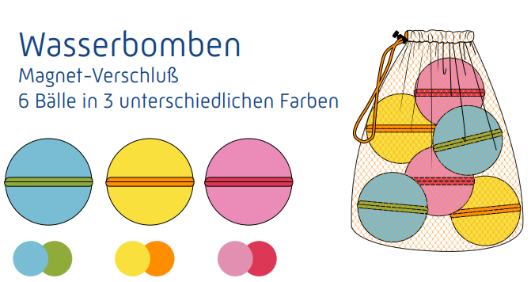 Wasserbomben
Magnet-Verschluß
6 Bälle in 3 unterschiedlichen Farben